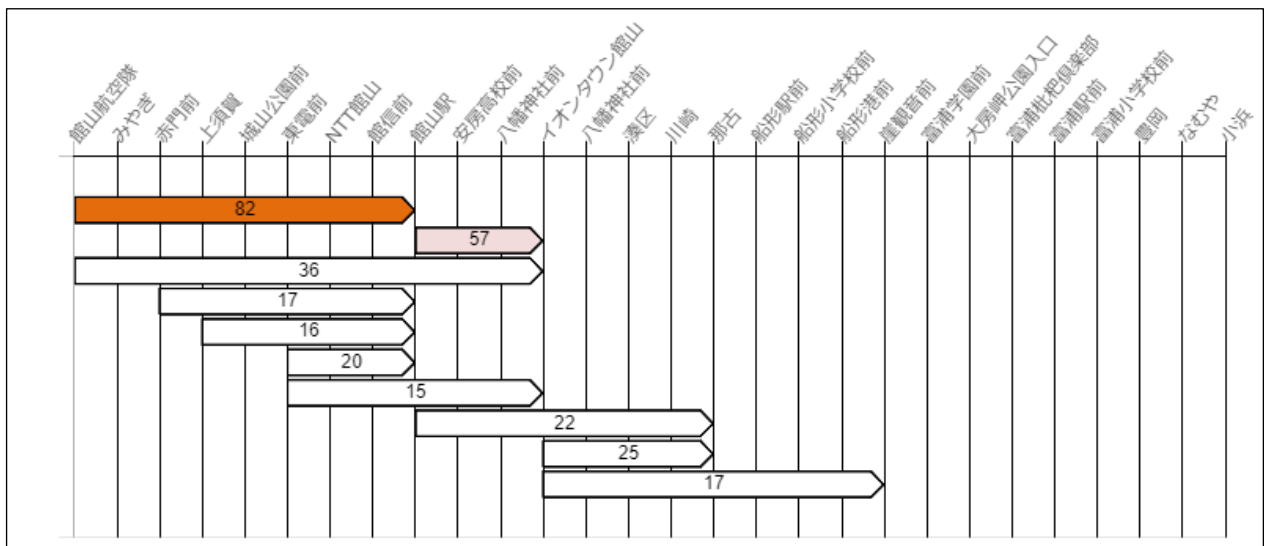 館山航空隊
みやぎ
赤門前
上須賀
城山公園前
東電前
NTT館山
館信前
館山駅
安房高校前
八幡神社前
イオンタウン館山
八幡神社前
湊区
川崎
那古
船形駅前
船形小学校前
船形港前
崖観音前
富浦学園前
大房岬公園入口
富浦枇杷倶楽部
富浦駅前
富浦小学校前
豊岡
なむや
小浜
82
57
36
17
16
20
15
22
25
17